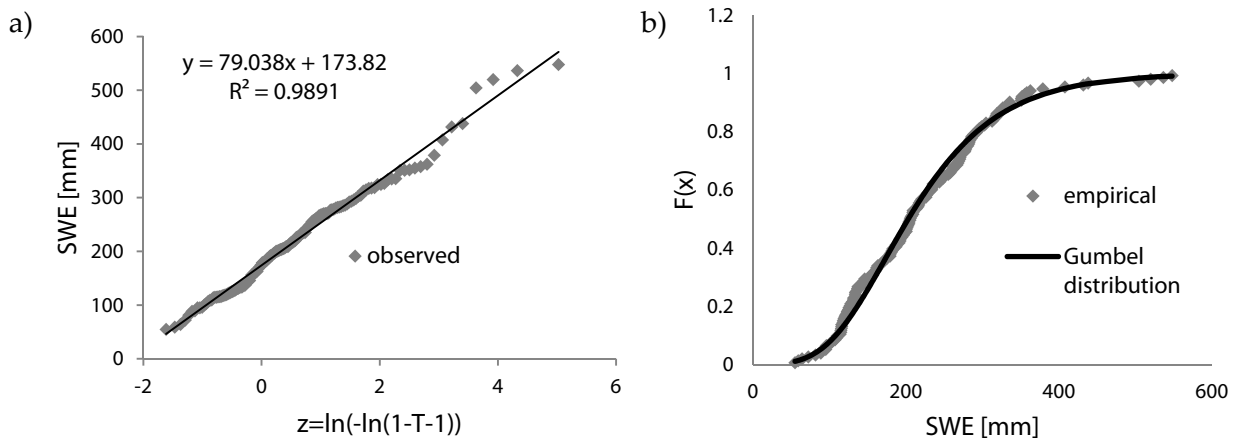 a)
600
500
400
300
200
100
0
SWE [mm]
y = 79.038x + 173.82
R² = 0.9891
observed
-2
0
2
4
6
z=ln(-ln(1-T-1))
b)
1.2
1
0.8
0.6
0.4
0.2
0
F(x)
empirical
Gumbel
distribution
0
200
400
600
SWE [mm]